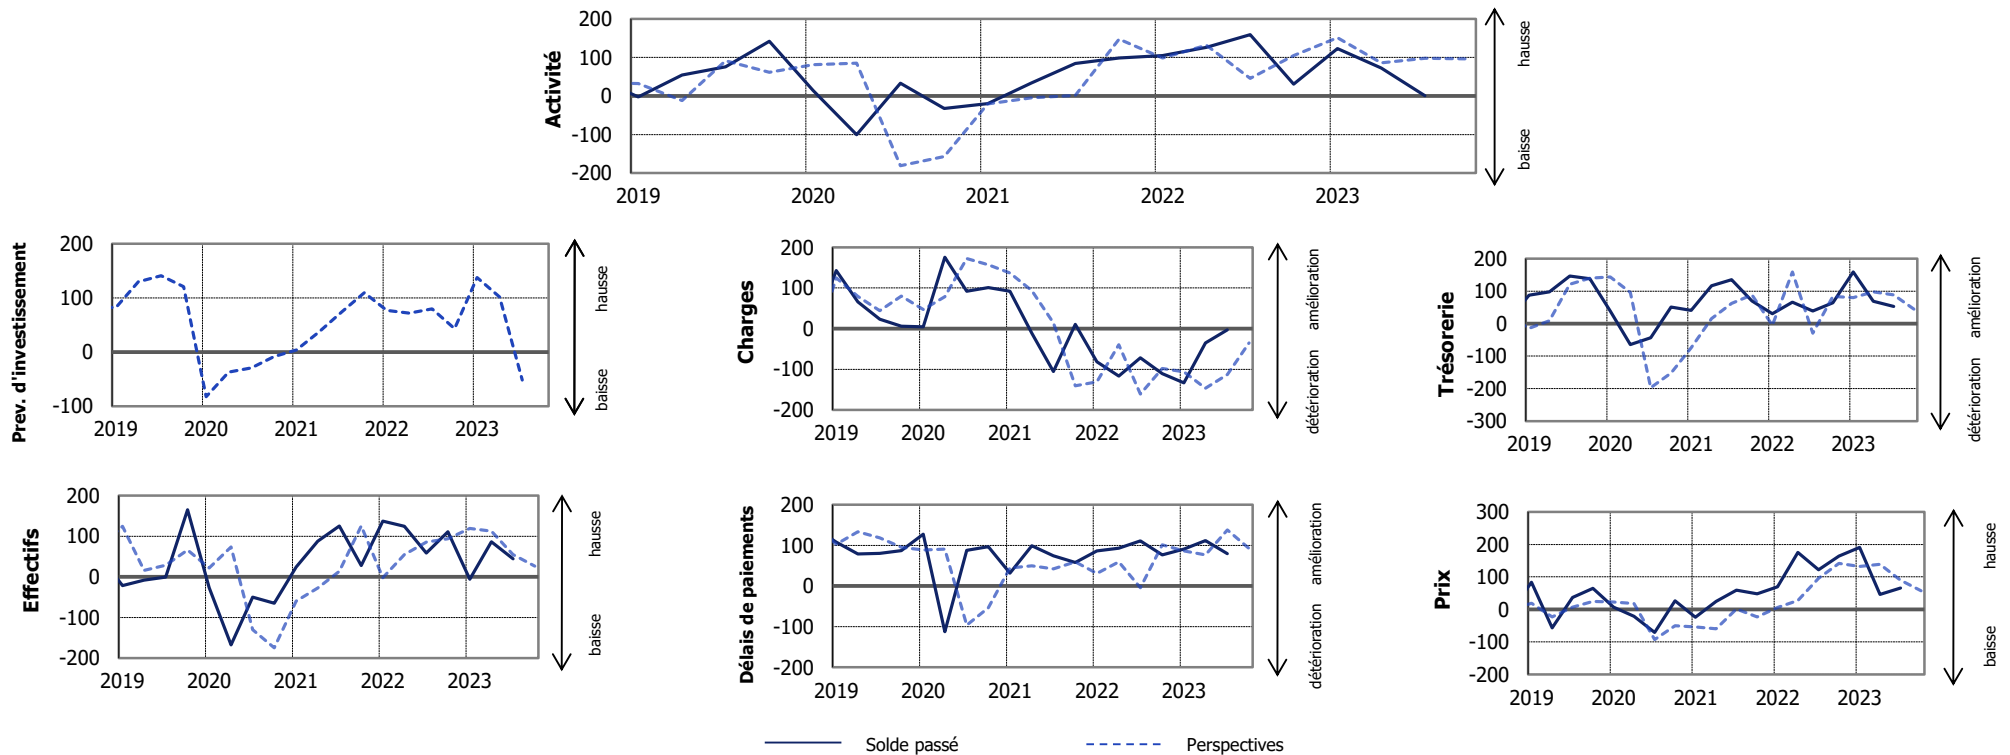 Activité
200
100
0
-100
-200
2019 2020 2021 2022 2023
hausse
baisse
Prev. d'investissement
200
100
0
-100
2019 2020 2021 2022 2023
hausse
baisse
Charges
200
100
0
-100
-200
2019 2020 2021 2022 2023
amélioration
détérioration
Trésorerie
200
100
0
-100
-200
-300
2019 2020 2021 2022 2023
amélioration
détérioration
Effectifs
200
100
0
-100
-200
2019 2020 2021 2022 2023
hausse
baisse
Délais de paiements
200
100
0
-100
-200
2019 2020 2021 2022 2023
amélioration
détérioration
Prix
300
200
100
0
-100
-200
2019 2020 2021 2022 2023
hausse
baisse
Solde passé Perspectives